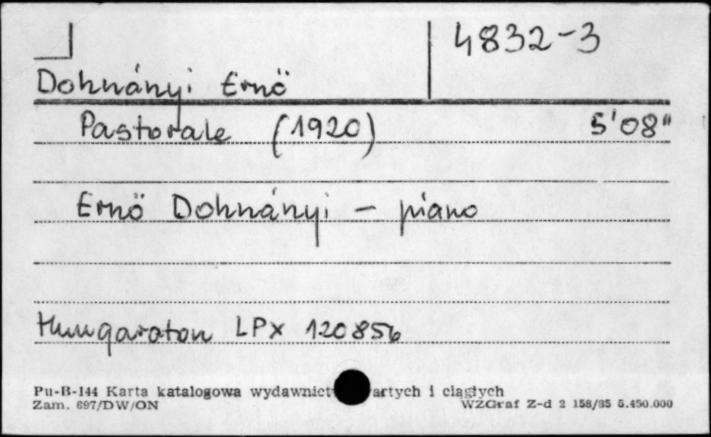 4832-3
Dohnányi Ernö
Pastorale (1920) 5'08"
Ernö Dohnányi - piano
Hungaroton LPX 120856
Pu-B-144 Karta katalogowa wydawnict artych i ciągłych
Zam. 697/DW/ON WZGraf Z-d 2 158/85 5.450.000